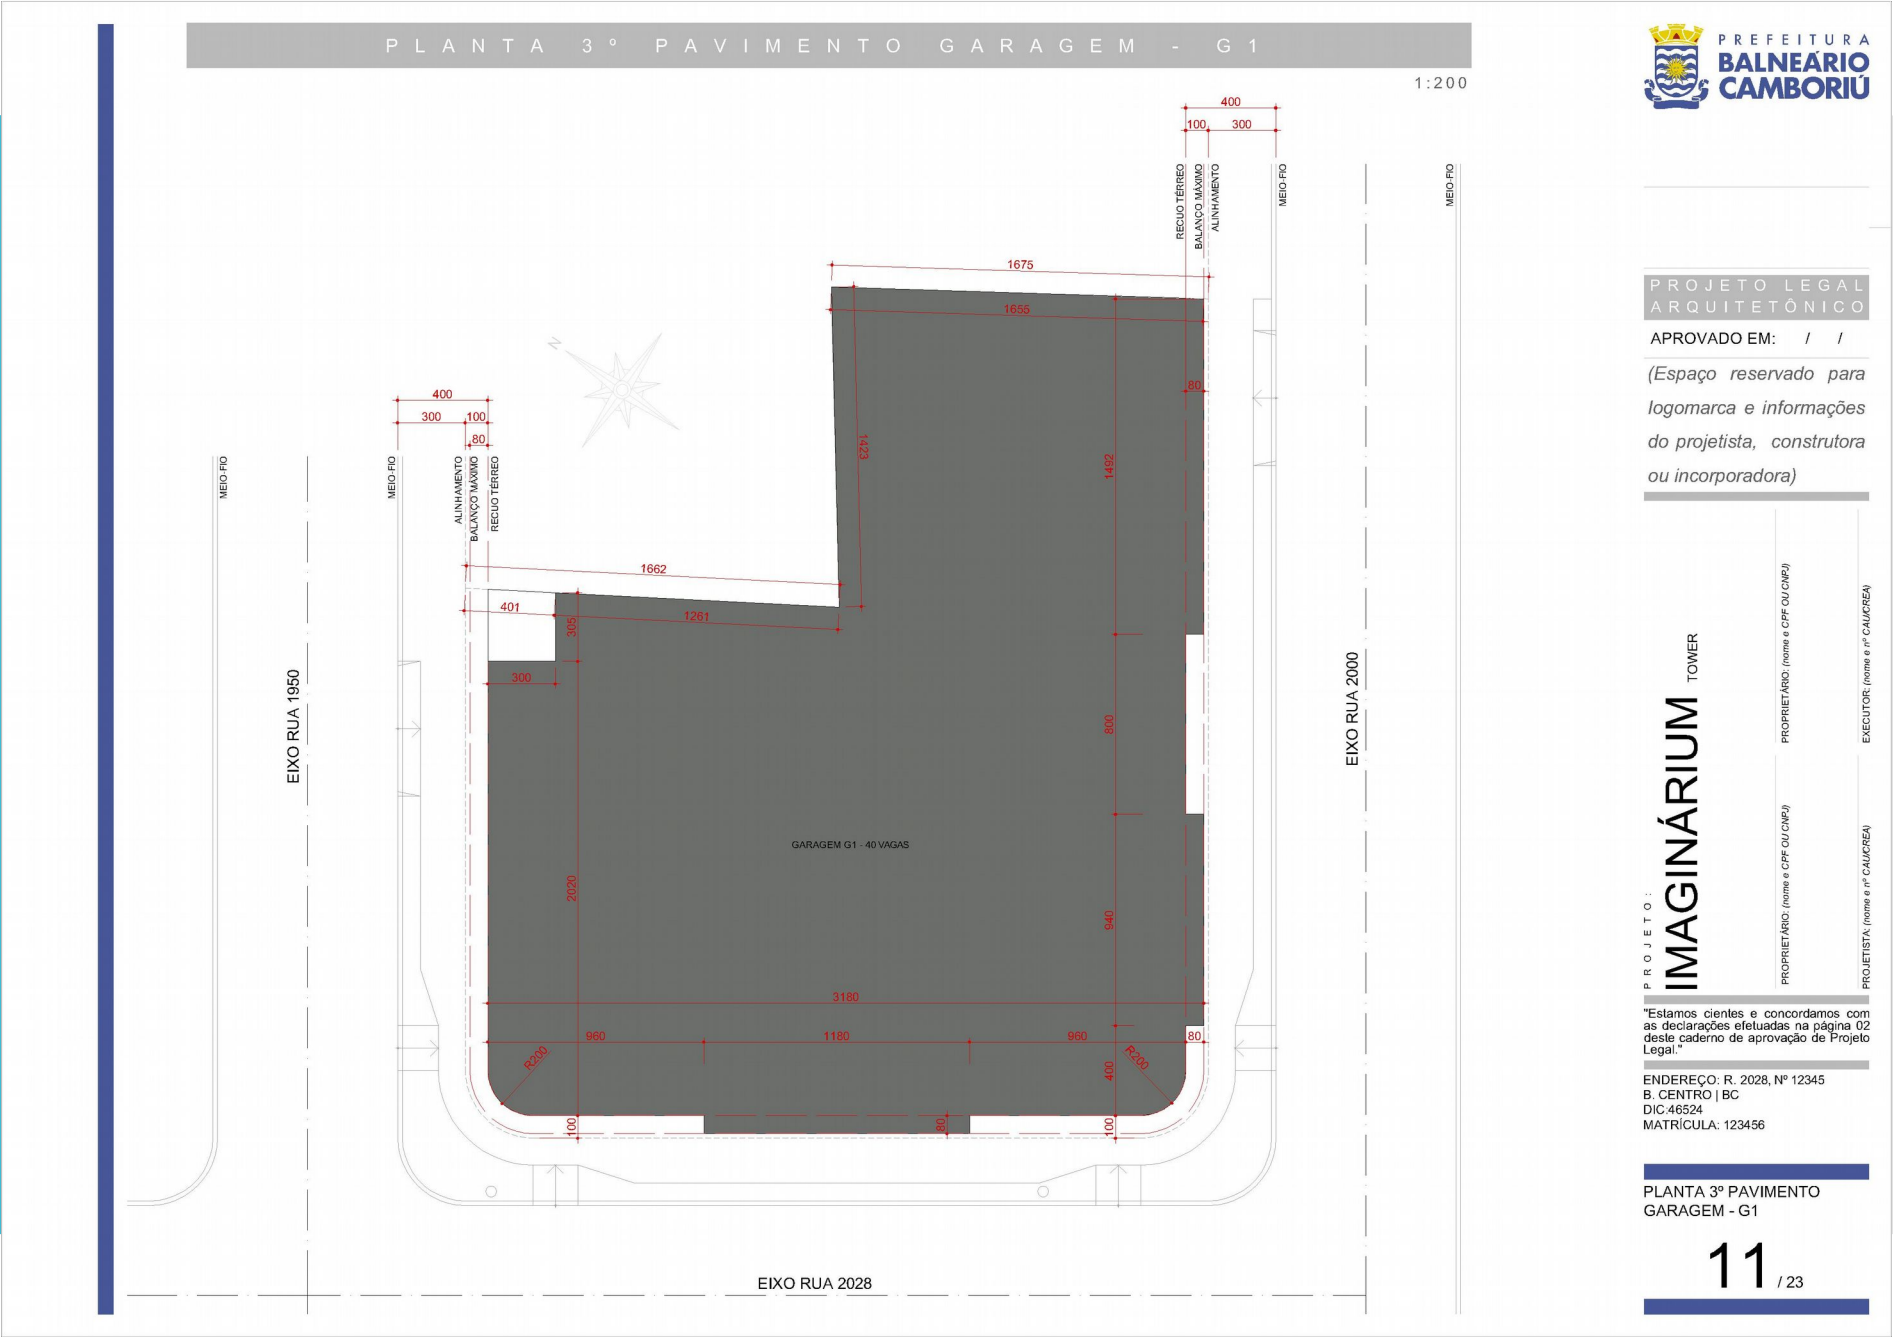 PLANTA 3º PAVIMENTO GARAGEM - G1
1:200
PREFEITURA
BALNEÁRIO
CAMBORIÚ
400
100
300
RECUO TÉRREO
BALANÇO MÁXIMO
ALINHAMENTO
MEIO-FIO
MEIO-FIO
1675
1655
80
N
1423
1492
400
300
100
80
MEIO-FIO
MEIO-FIO
ALINHAMENTO
BALANÇO MÁXIMO
RECUO TÉRREO
1662
401
1261
305
300
EIXO RUA 1950
EIXO RUA 2000
800
GARAGEM G1 - 40 VAGAS
2020
940
3180
960
1180
960
80
R200
R200
400
100
80
100
EIXO RUA 2028
PROJETO LEGAL
ARQUITETÔNICO
APROVADO EM: / /
(Espaço reservado para
logomarca e informações
do projetista, construtora
ou incorporadora)
PROJETO:
IMAGINÁRIUM TOWER
PROPRIETÁRIO: (nome e CPF OU CNPJ)
EXECUTOR: (nome e nº CAU/CREA)
PROPRIETÁRIO: (nome e CPF OU CNPJ)
PROJETISTA: (nome e nº CAU/CREA)
"Estamos cientes e concordamos com
as declarações efetuadas na página 02
deste caderno de aprovação de Projeto
Legal."
ENDEREÇO: R. 2028, Nº 12345
B. CENTRO | BC
DIC:46524
MATRÍCULA: 123456
PLANTA 3º PAVIMENTO
GARAGEM - G1
11 / 23